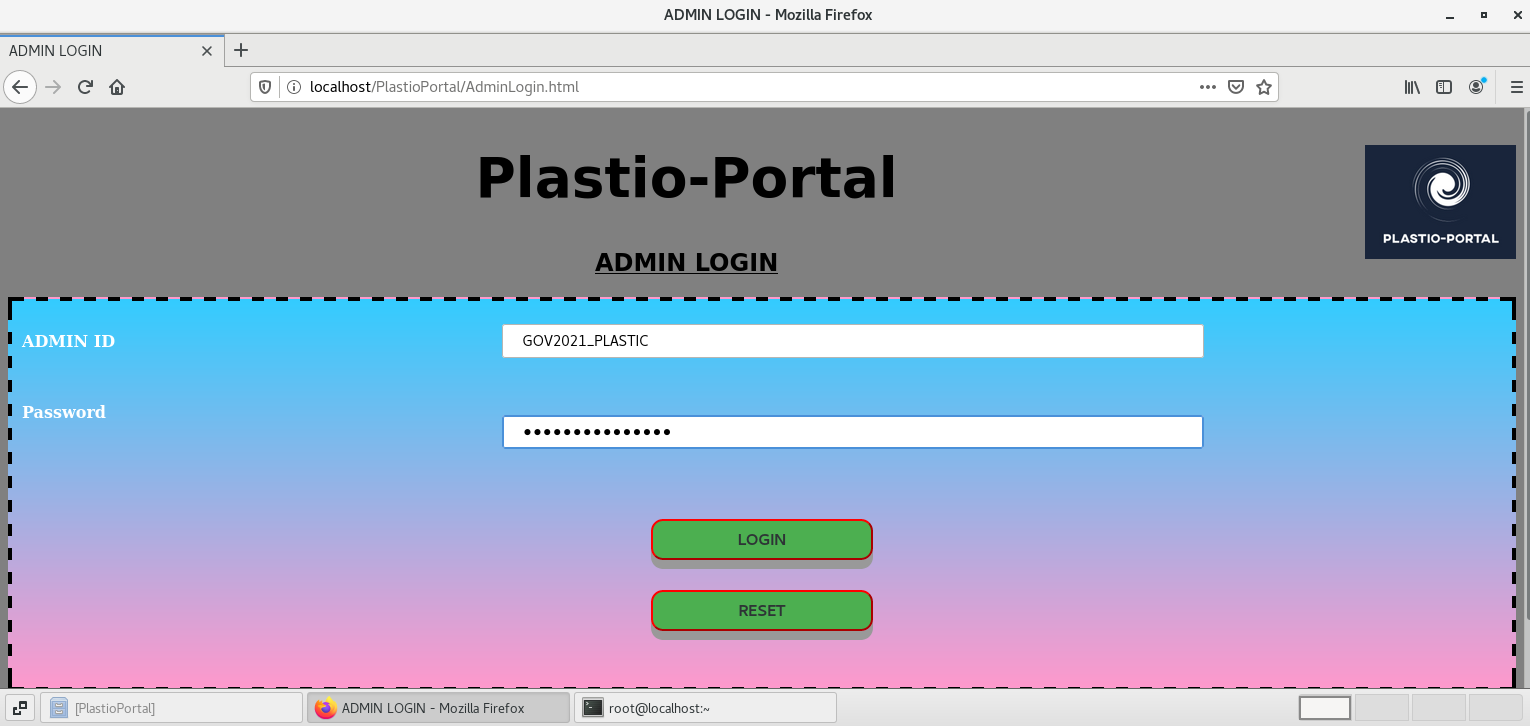 ADMIN LOGIN - Mozilla Firefox
ADMIN LOGIN
localhost/PlastioPortal/AdminLogin.html
Plastio-Portal
PLASTIO-PORTAL
ADMIN LOGIN
ADMIN ID
GOV2021_PLASTIC
Password
•••••••••••••••
LOGIN
RESET
[PlastioPortal]
ADMIN LOGIN - Mozilla Firefox
root@localhost:~